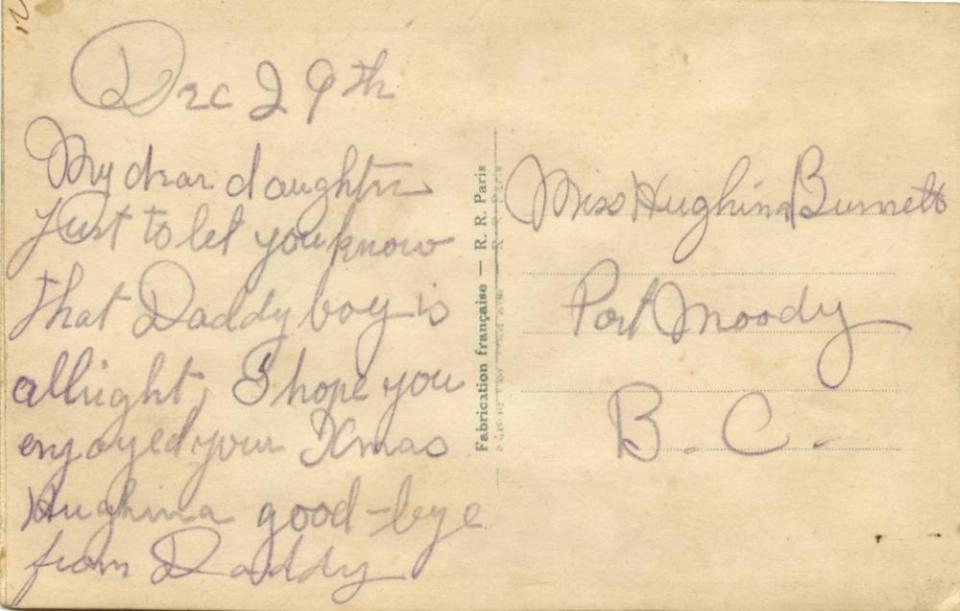 Dec 29th
My dear daughter
Just to let you know
that Daddy boy is
allright, I hope you
enjoyed your Xmas
Hughina good-bye
from Daddy
Fabrication française — R. R. Paris
Miss Hughina Burnett
Port Moody
B. C.